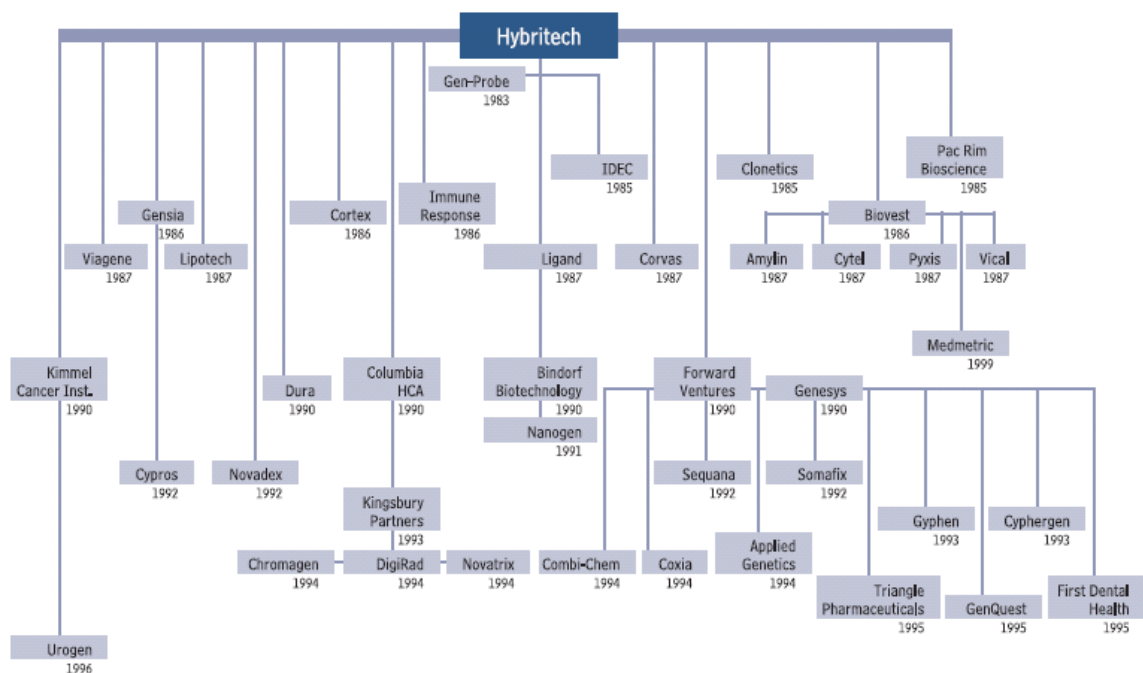 Hybritech
Gen-Probe
1983
IDEC
1985
Clonetics
1985
Pac Rim
Bioscience
1985
Gensia
1986
Cortex
1986
Immune
Response
1986
Biovest
1986
Viagene
1987
Lipotech
1987
Ligand
1987
Corvas
1987
Amylin
1987
Cytel
1987
Pyxis
1987
Vical
1987
Medmetric
1999
Kimmel
Cancer Inst.
1990
Dura
1990
Columbia
HCA
1990
Bindorf
Biotechnology
1990
Forward
Ventures
1990
Genesys
1990
Nanogen
1991
Cypros
1992
Novadex
1992
Sequana
1992
Somafix
1992
Kingsbury
Partners
1993
Gyphen
1993
Cyphergen
1993
Chromagen
1994
DigiRad
1994
Novatrix
1994
Combi-Chem
1994
Coxia
1994
Applied
Genetics
1994
Triangle
Pharmaceuticals
1995
GenQuest
1995
First Dental
Health
1995
Urogen
1996